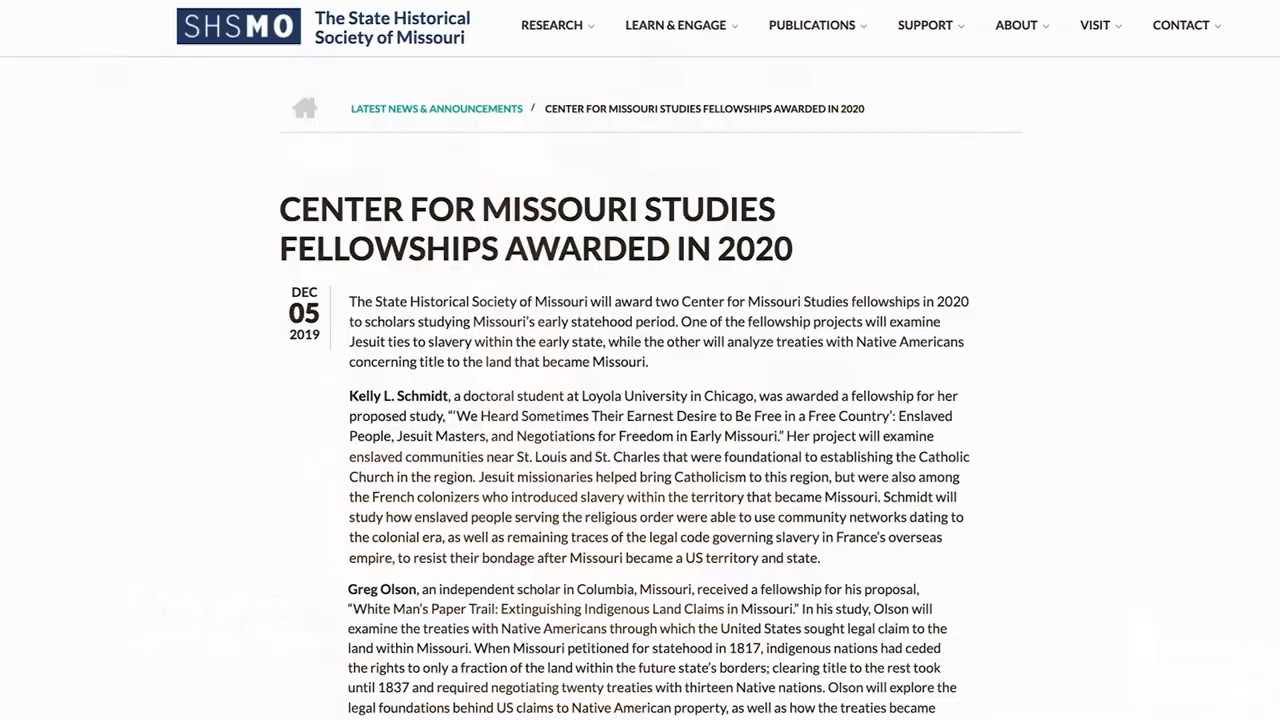 SHSMO
The State Historical
Society of Missouri
RESEARCH
LEARN & ENGAGE
PUBLICATIONS
SUPPORT
ABOUT
VISIT
CONTACT
LATEST NEWS & ANNOUNCEMENTS / CENTER FOR MISSOURI STUDIES FELLOWSHIPS AWARDED IN 2020
CENTER FOR MISSOURI STUDIES
FELLOWSHIPS AWARDED IN 2020
DEC
05
2019
The State Historical Society of Missouri will award two Center for Missouri Studies fellowships in 2020
to scholars studying Missouri's early statehood period. One of the fellowship projects will examine
Jesuit ties to slavery within the early state, while the other will analyze treaties with Native Americans
concerning title to the land that became Missouri.
Kelly L. Schmidt, a doctoral student at Loyola University in Chicago, was awarded a fellowship for her
proposed study, “‘We Heard Sometimes Their Earnest Desire to Be Free in a Free Country’: Enslaved
People, Jesuit Masters, and Negotiations for Freedom in Early Missouri.” Her project will examine
enslaved communities near St. Louis and St. Charles that were foundational to establishing the Catholic
Church in the region. Jesuit missionaries helped bring Catholicism to this region, but were also among
the French colonizers who introduced slavery within the territory that became Missouri. Schmidt will
study how enslaved people serving the religious order were able to use community networks dating to
the colonial era, as well as remaining traces of the legal code governing slavery in France's overseas
empire, to resist their bondage after Missouri became a US territory and state.
Greg Olson, an independent scholar in Columbia, Missouri, received a fellowship for his proposal,
“White Man's Paper Trail: Extinguishing Indigenous Land Claims in Missouri.” In his study, Olson will
examine the treaties with Native Americans through which the United States sought legal claim to the
land within Missouri. When Missouri petitioned for statehood in 1817, indigenous nations had ceded
the rights to only a fraction of the land within the future state's borders; clearing title to the rest took
until 1837 and required negotiating twenty treaties with thirteen Native nations. Olson will explore the
legal foundations behind US claims to Native American property, as well as how the treaties became